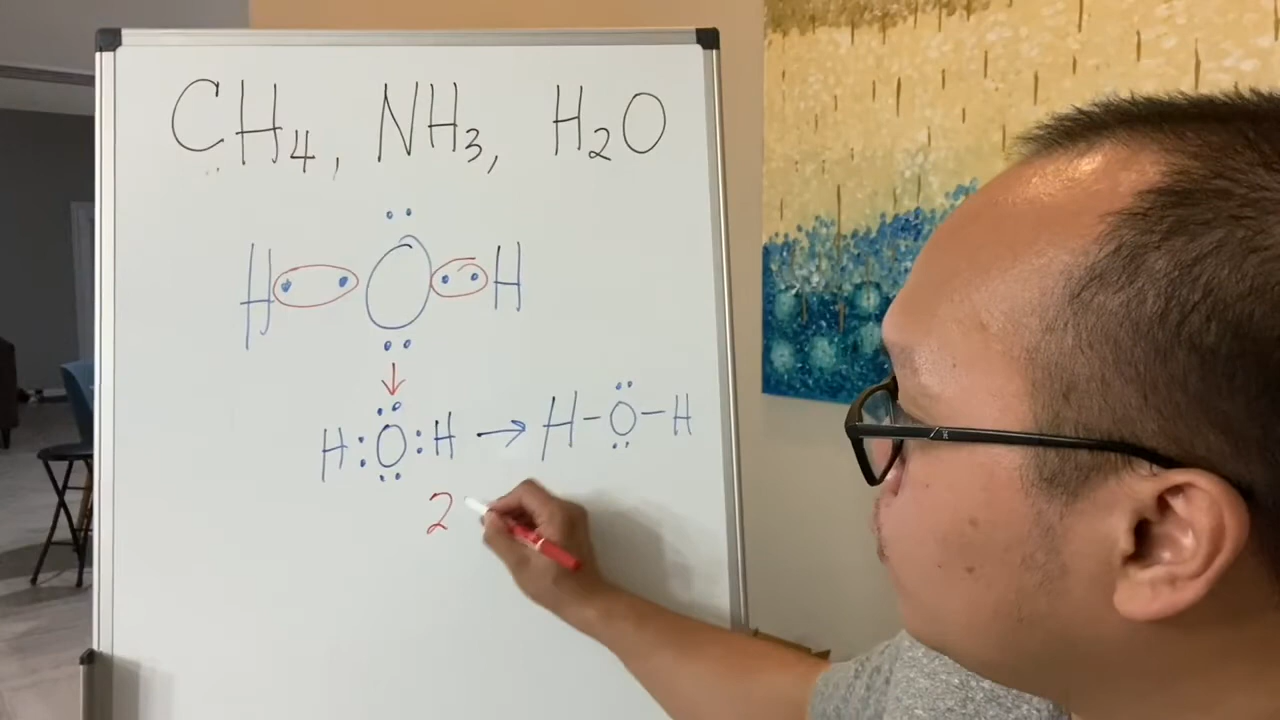 CH₄, NH₃, H₂O
H : O : H
H : O : H → H – O – H
2